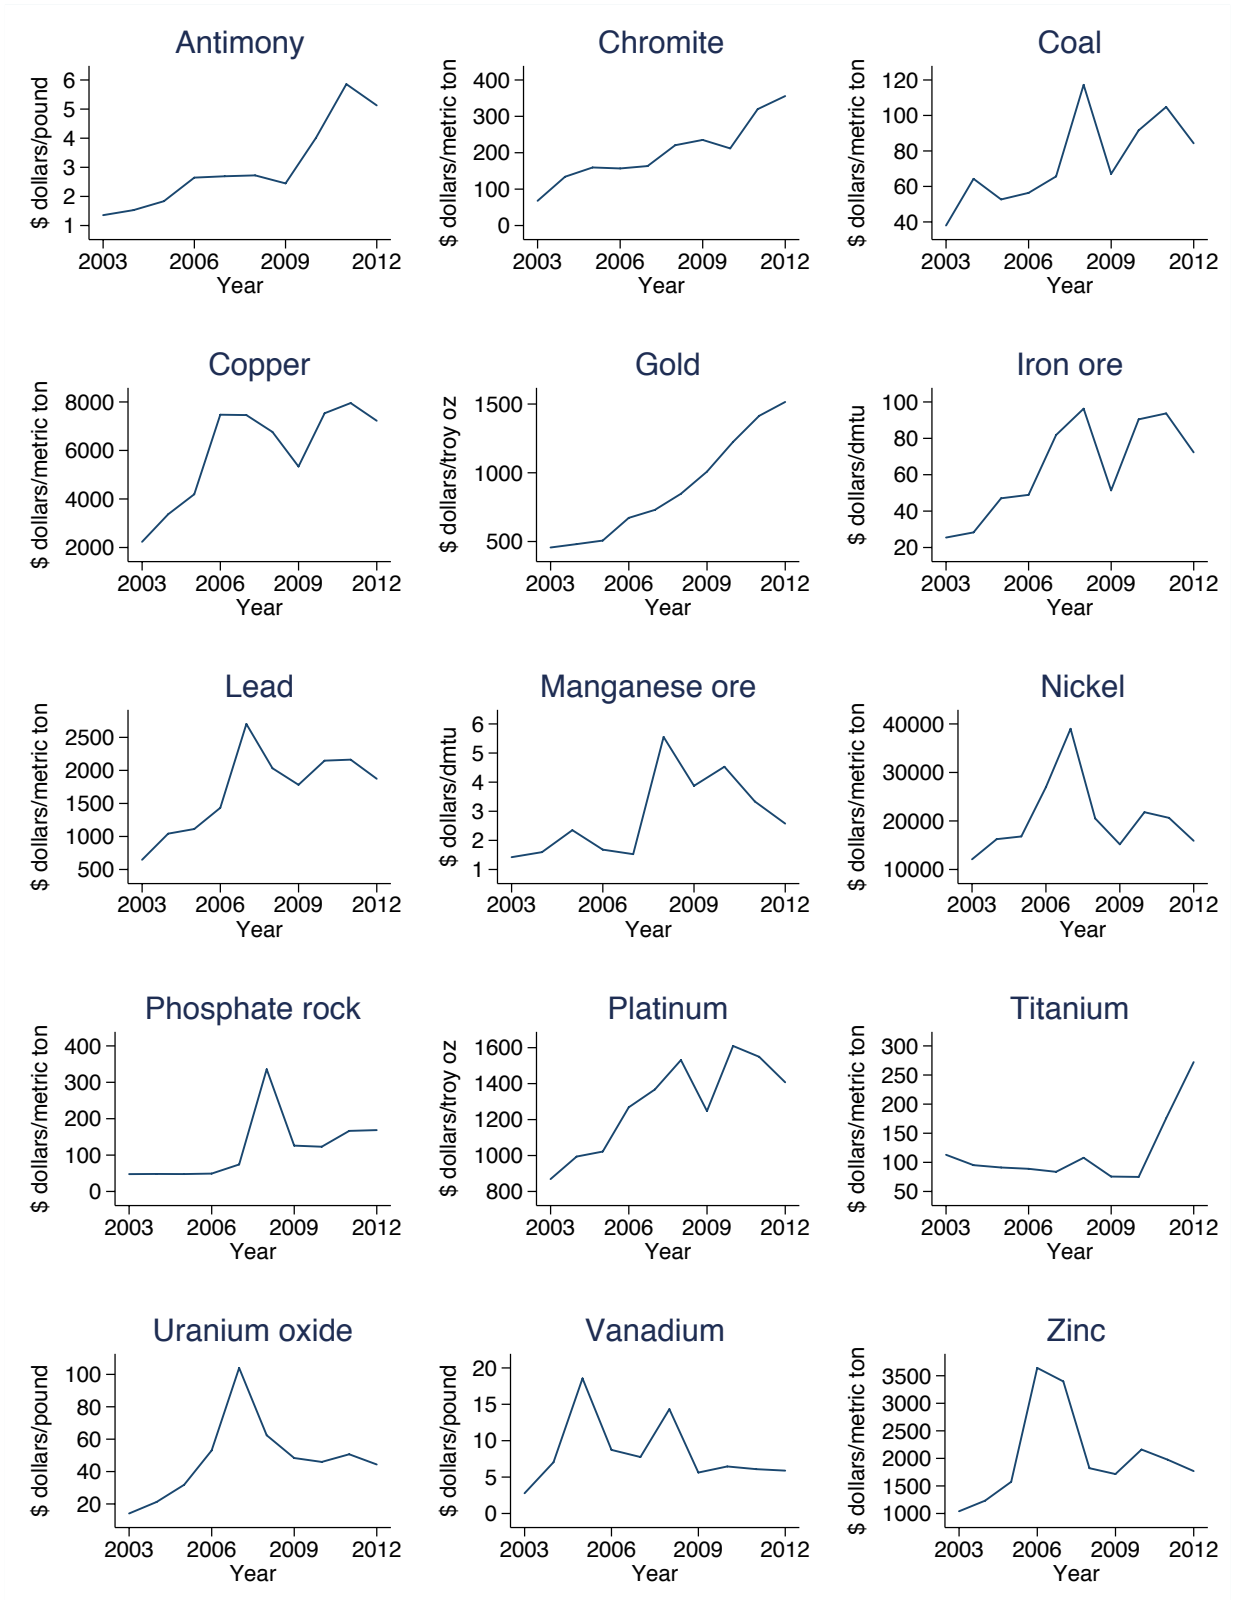 Antimony
$ dollars/pound
6
5
4
3
2
1
2003 2006 2009 2012
Year
Chromite
$ dollars/metric ton
400
300
200
100
0
2003 2006 2009 2012
Year
Coal
$ dollars/metric ton
120
100
80
60
40
2003 2006 2009 2012
Year
Copper
$ dollars/metric ton
8000
6000
4000
2000
2003 2006 2009 2012
Year
Gold
$ dollars/troy oz
1500
1000
500
2003 2006 2009 2012
Year
Iron ore
$ dollars/dmtu
100
80
60
40
20
2003 2006 2009 2012
Year
Lead
$ dollars/metric ton
2500
2000
1500
1000
500
2003 2006 2009 2012
Year
Manganese ore
$ dollars/dmtu
6
5
4
3
2
1
2003 2006 2009 2012
Year
Nickel
$ dollars/metric ton
40000
30000
20000
10000
2003 2006 2009 2012
Year
Phosphate rock
$ dollars/metric ton
400
300
200
100
0
2003 2006 2009 2012
Year
Platinum
$ dollars/troy oz
1600
1400
1200
1000
800
2003 2006 2009 2012
Year
Titanium
$ dollars/metric ton
300
250
200
150
100
50
2003 2006 2009 2012
Year
Uranium oxide
$ dollars/pound
100
80
60
40
20
2003 2006 2009 2012
Year
Vanadium
$ dollars/pound
20
15
10
5
0
2003 2006 2009 2012
Year
Zinc
$ dollars/metric ton
3500
3000
2500
2000
1500
1000
2003 2006 2009 2012
Year